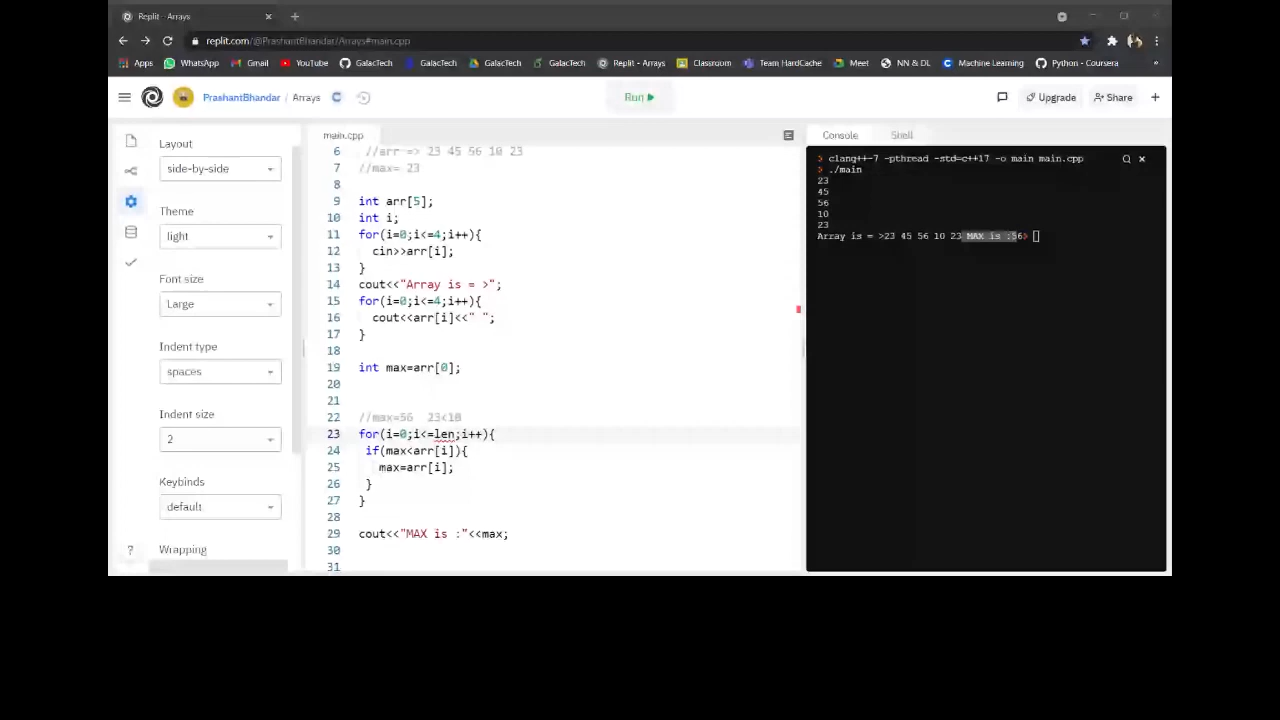 Replit - Arrays
replit.com/@PrashantBhandar/Arrays#main.cpp
Apps WhatsApp Gmail YouTube GalacTech GalacTech GalacTech GalacTech Replit - Arrays Classroom Team HardCache Meet NN & DL Machine Learning Python - Coursera »
PrashantBhandar / Arrays Run Upgrade Share +
Layout
side-by-side
Theme
light
Font size
Large
Indent type
spaces
Indent size
2
Keybinds
default
Wrapping
?
main.cpp
6 //arr => 23 45 56 10 23
7 //max= 23
8
9 int arr[5];
10 int i;
11 for(i=0;i<=4;i++){
12 cin>>arr[i];
13 }
14 cout<<"Array is = >";
15 for(i=0;i<=4;i++){
16 cout<<arr[i]<<" ";
17 }
18
19 int max=arr[0];
20
21
22 //max=56 23<10
23 for(i=0;i<=len;i++){
24 if(max<arr[i]){
25 max=arr[i];
26 }
27 }
28
29 cout<<"MAX is :"<<max;
30
31
Console Shell
> clang++-7 -pthread -std=c++17 -o main main.cpp
> ./main
23
45
56
10
23
Array is = >23 45 56 10 23 MAX is :56>